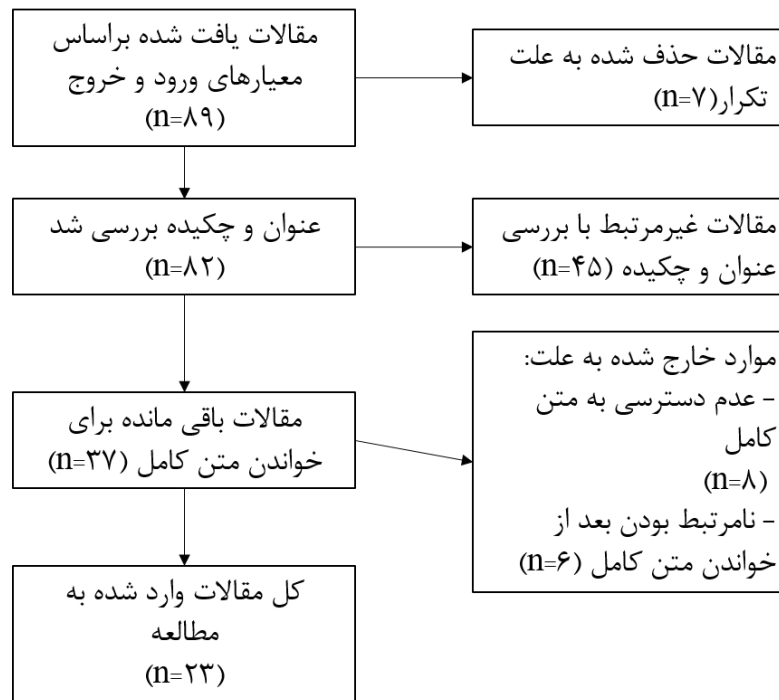 مقالات یافت شده براساس
معیارهای ورود و خروج
(n=۸۹)
مقالات حذف شده به علت
تکرار(n=۷)
عنوان و چکیده بررسی شد
(n=۸۲)
مقالات غیرمرتبط با بررسی
عنوان و چکیده (n=۴۵)
مقالات باقی مانده برای
خواندن متن کامل (n=۳۷)
موارد خارج شده به علت:
- عدم دسترسی به متن
کامل
(n=۸)
- نامرتبط بودن بعد از
خواندن متن کامل (n=۶)
کل مقالات وارد شده به
مطالعه
(n=۲۳)